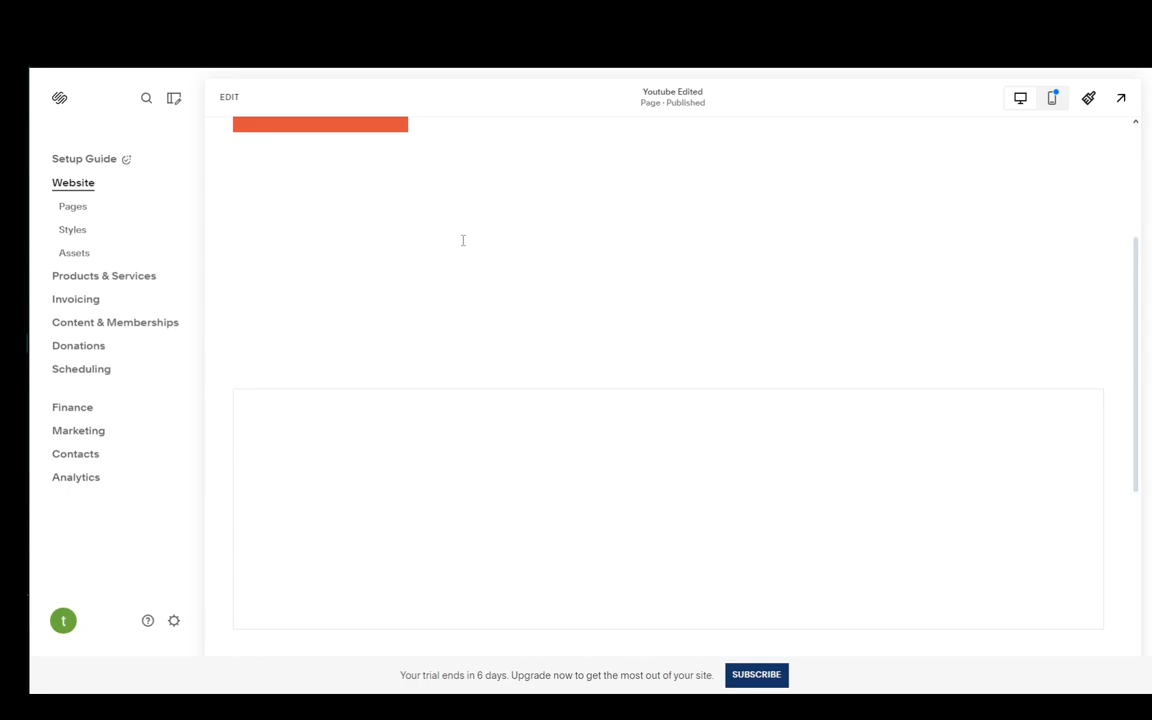 EDIT
Youtube Edited
Page · Published
Setup Guide
Website
Pages
Styles
Assets
Products & Services
Invoicing
Content & Memberships
Donations
Scheduling
Finance
Marketing
Contacts
Analytics
t
Your trial ends in 6 days. Upgrade now to get the most out of your site.
SUBSCRIBE